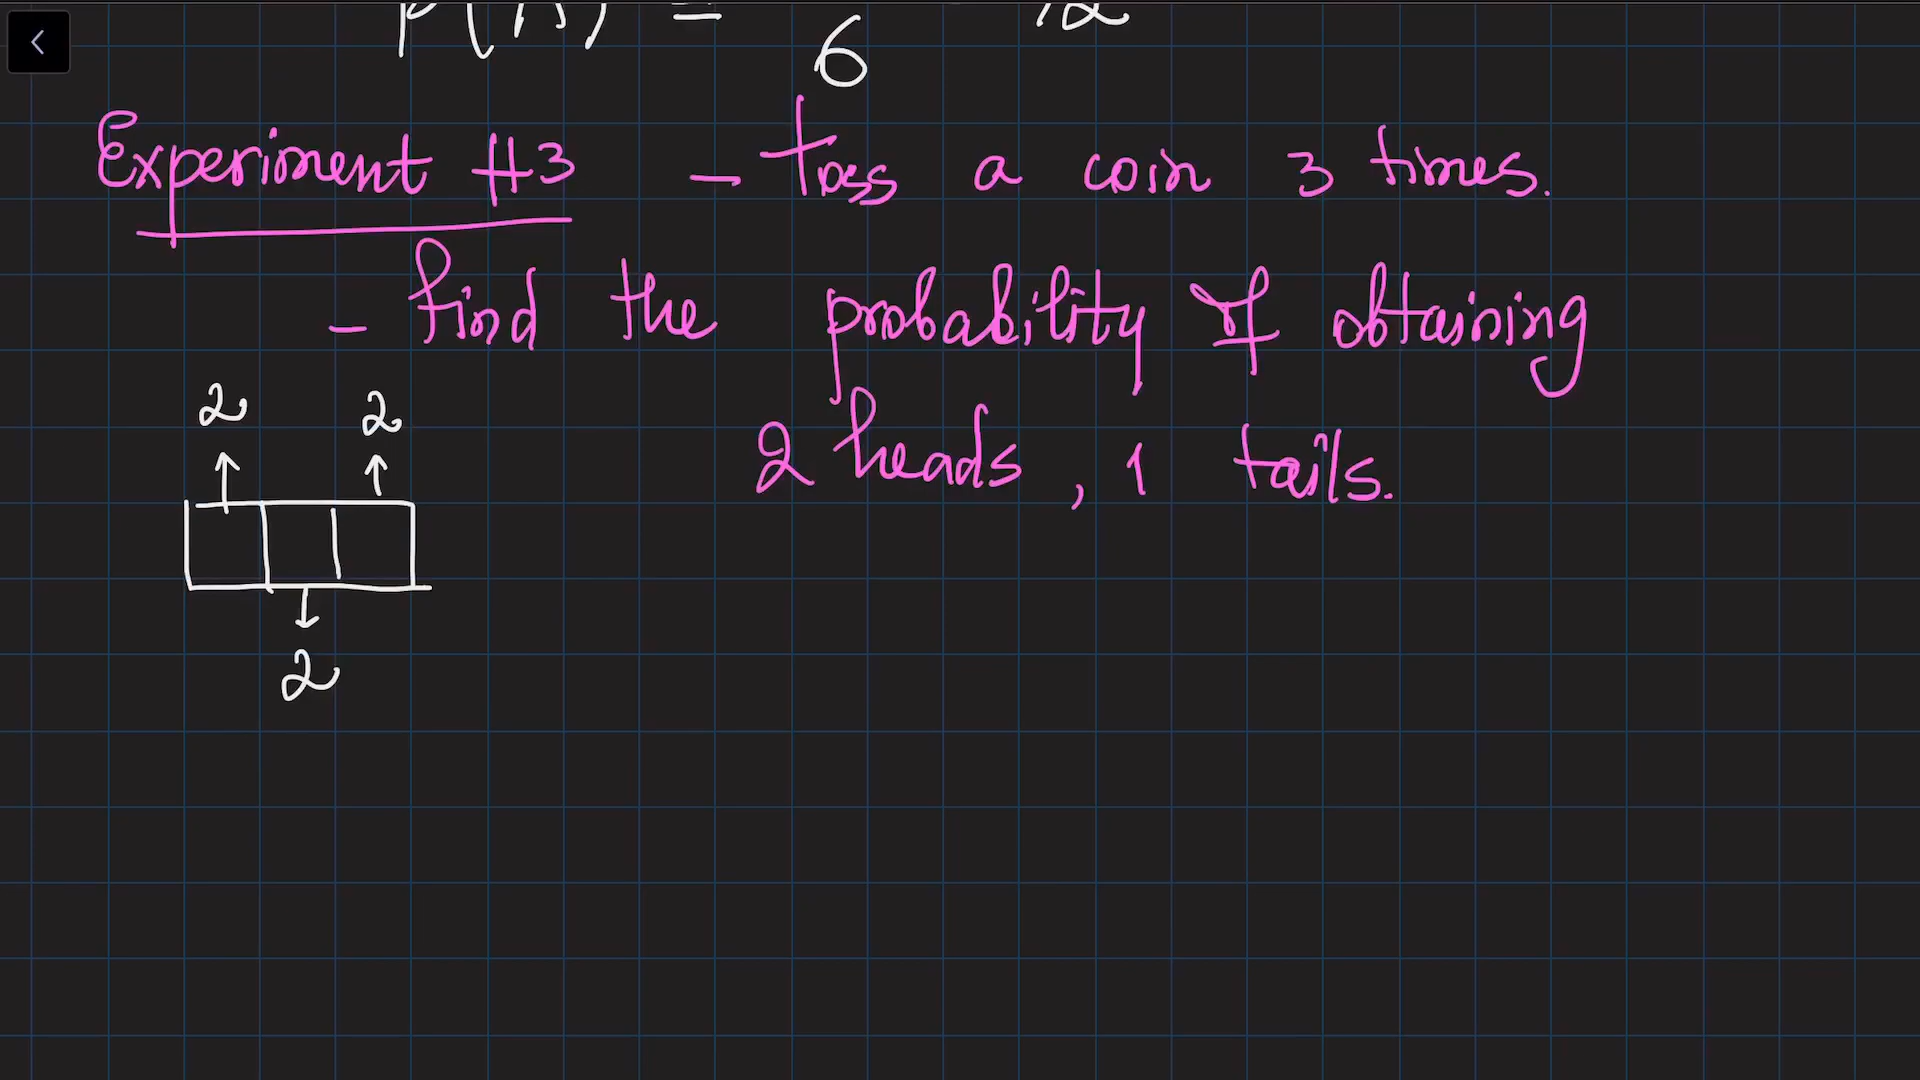 6
Experiment #3 - Toss a coin 3 times.
- find the probability of obtaining
2 heads, 1 tails.
2 2
2